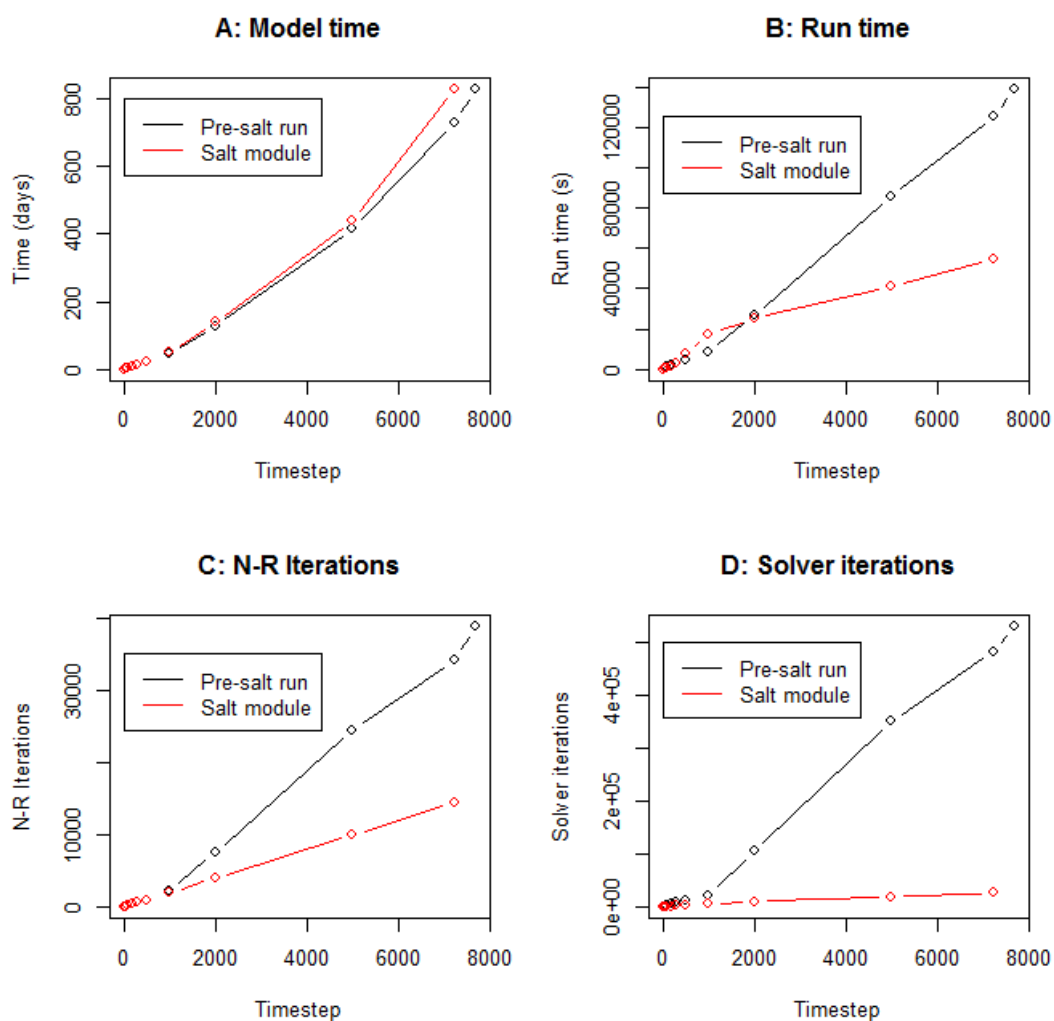 A: Model time
Time (days)
0 200 400 600 800
Pre-salt run
Salt module
0 2000 4000 6000 8000
Timestep
B: Run time
Run time (s)
0 40000 80000 120000
Pre-salt run
Salt module
0 2000 4000 6000 8000
Timestep
C: N-R Iterations
N-R Iterations
0 10000 30000
Pre-salt run
Salt module
0 2000 4000 6000 8000
Timestep
D: Solver iterations
Solver iterations
0e+00 2e+05 4e+05
Pre-salt run
Salt module
0 2000 4000 6000 8000
Timestep